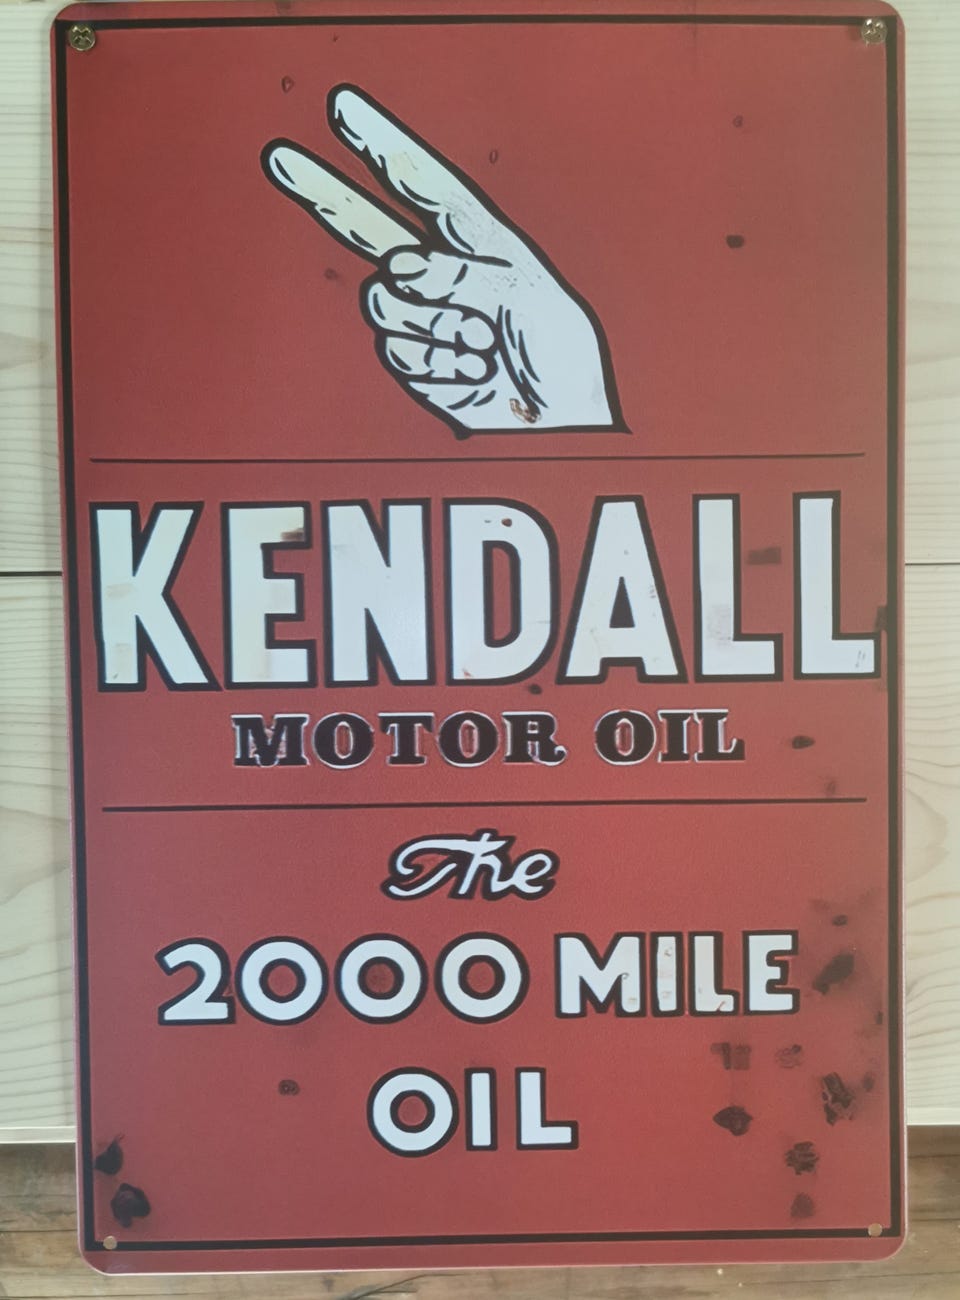 KENDALL
MOTOR OIL
The
2000 MILE
OIL